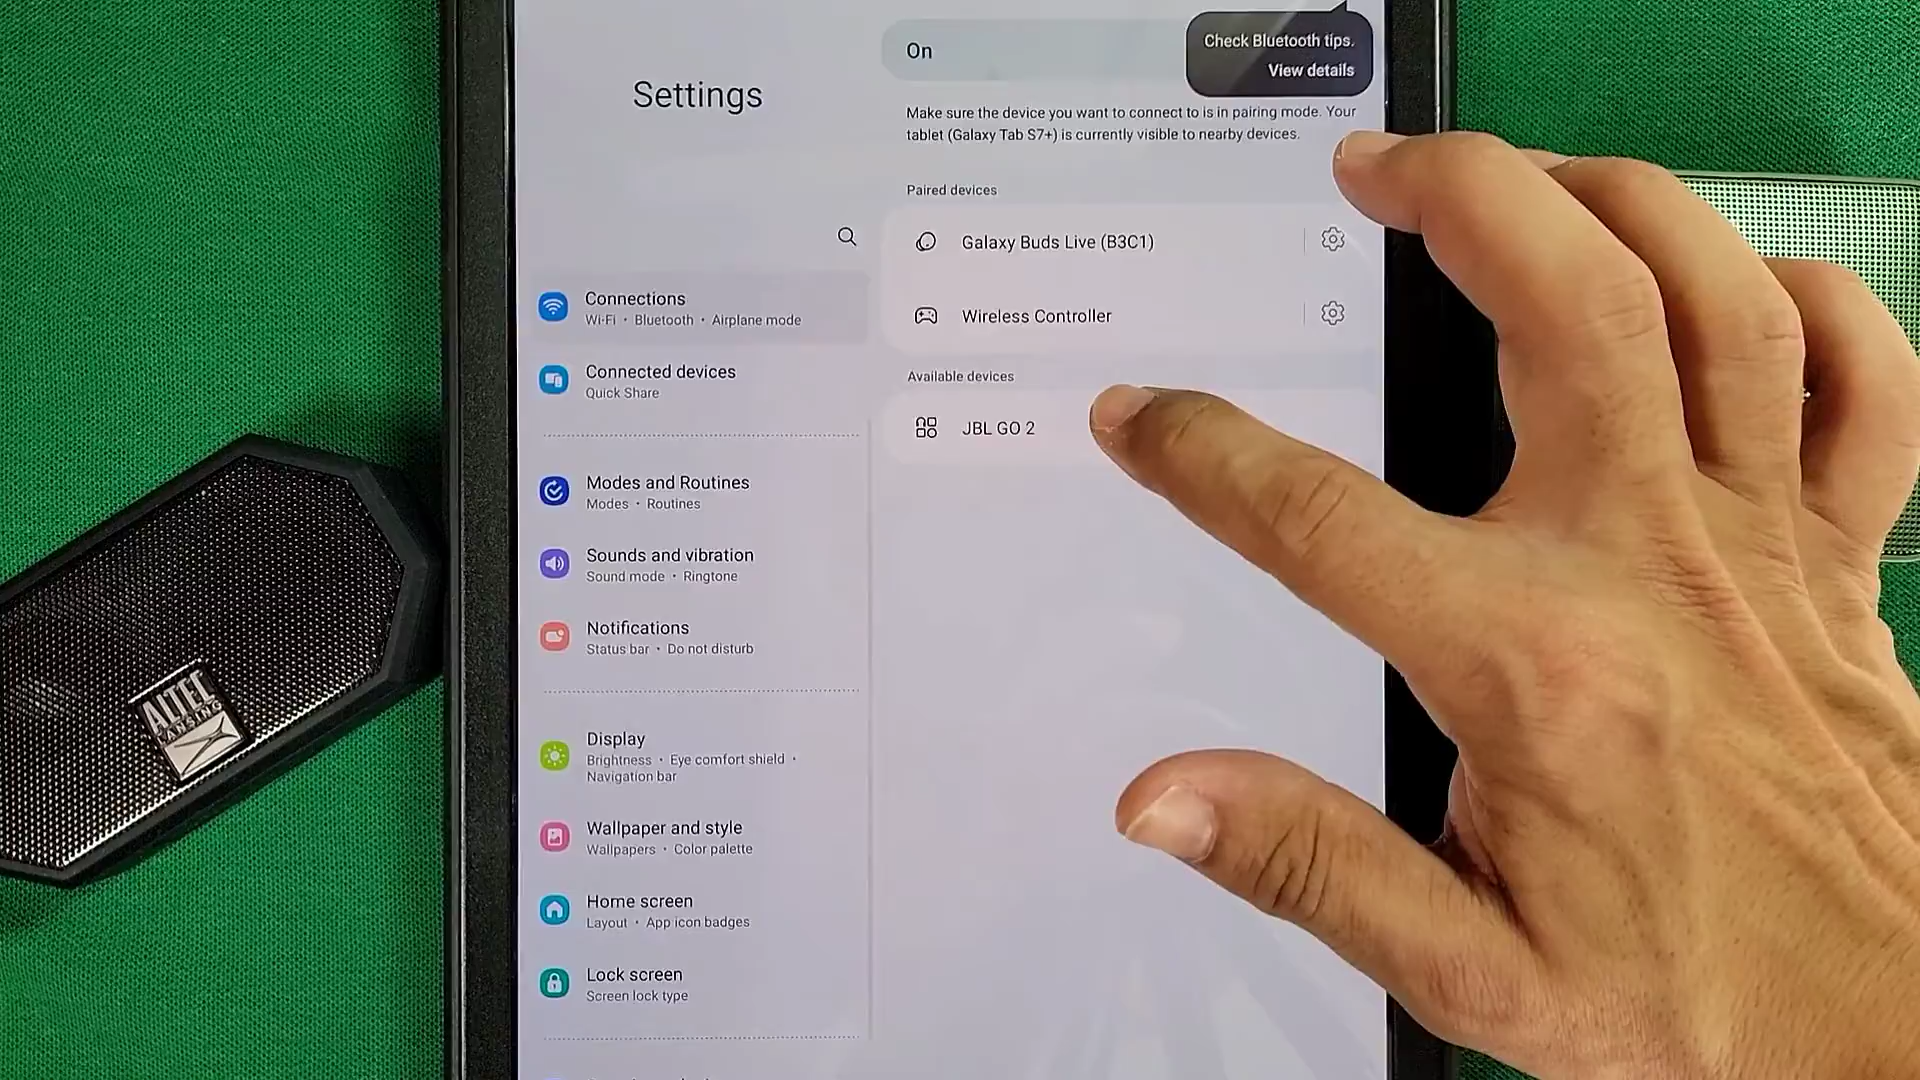 Settings
Connections
Wi-Fi • Bluetooth • Airplane mode
Connected devices
Quick Share
Modes and Routines
Modes • Routines
Sounds and vibration
Sound mode • Ringtone
Notifications
Status bar • Do not disturb
Display
Brightness • Eye comfort shield •
Navigation bar
Wallpaper and style
Wallpapers • Color palette
Home screen
Layout • App icon badges
Lock screen
Screen lock type
On
Check Bluetooth tips.
View details
Make sure the device you want to connect to is in pairing mode. Your
tablet (Galaxy Tab S7+) is currently visible to nearby devices.
Paired devices
Galaxy Buds Live (B3C1)
Wireless Controller
Available devices
JBL GO 2
ALTEC
LANSING